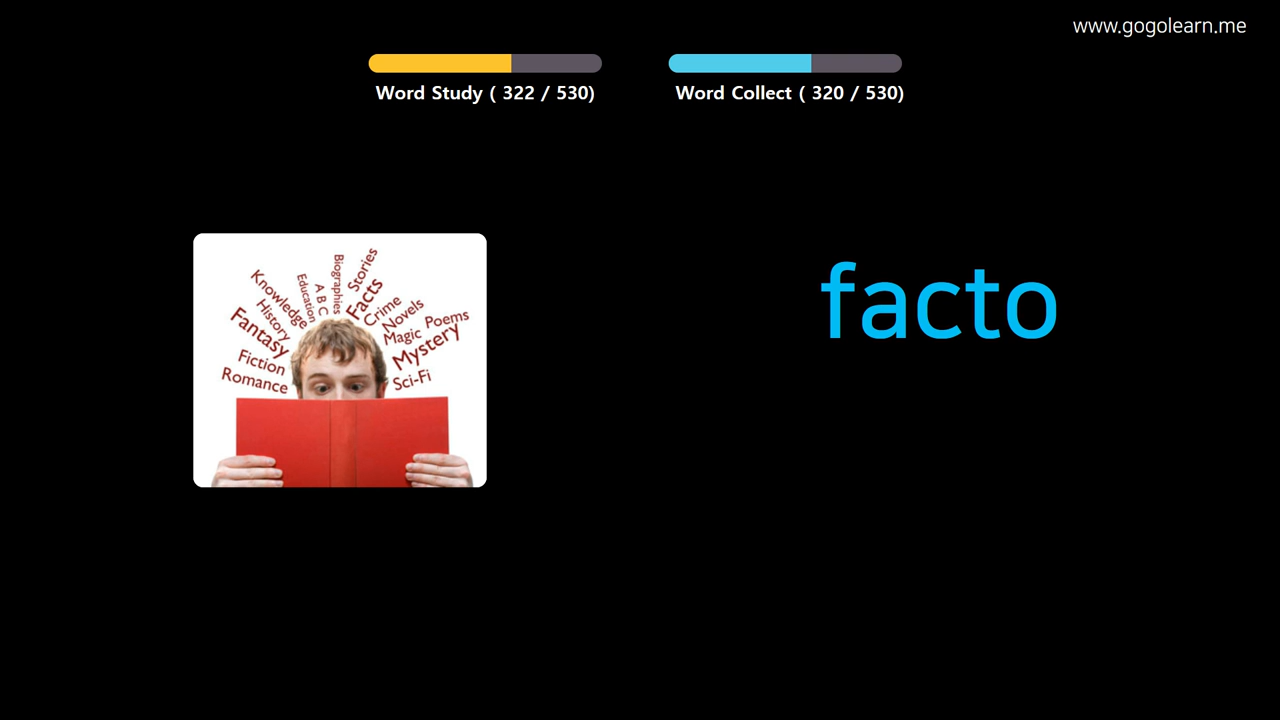 www.gogolearn.me
Word Study ( 322 / 530)
Word Collect ( 320 / 530)
facto
Knowledge
History
Fantasy
Fiction
Romance
Education
A B C
Biographies
Stories
Facts
Crime
Novels
Magic
Poems
Mystery
Sci-Fi